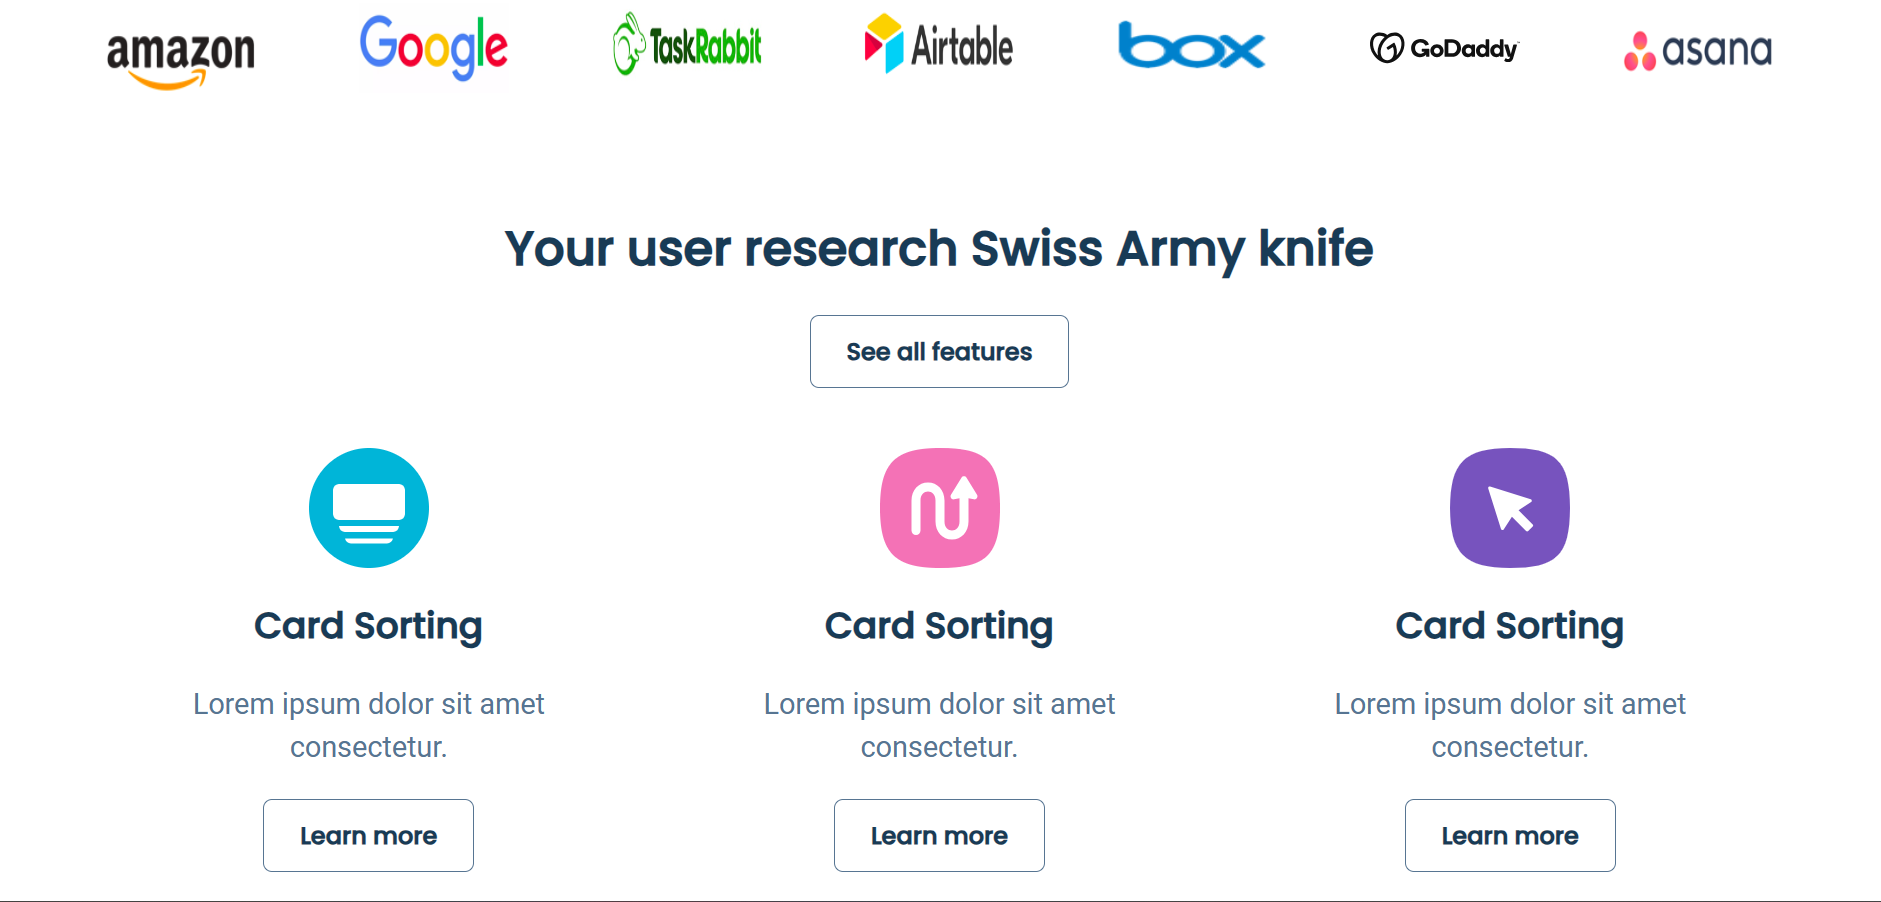 amazon Google TaskRabbit Airtable box GoDaddy asana
Your user research Swiss Army knife
See all features
Card Sorting Card Sorting Card Sorting
Lorem ipsum dolor sit amet Lorem ipsum dolor sit amet Lorem ipsum dolor sit amet
consectetur. consectetur. consectetur.
Learn more Learn more Learn more